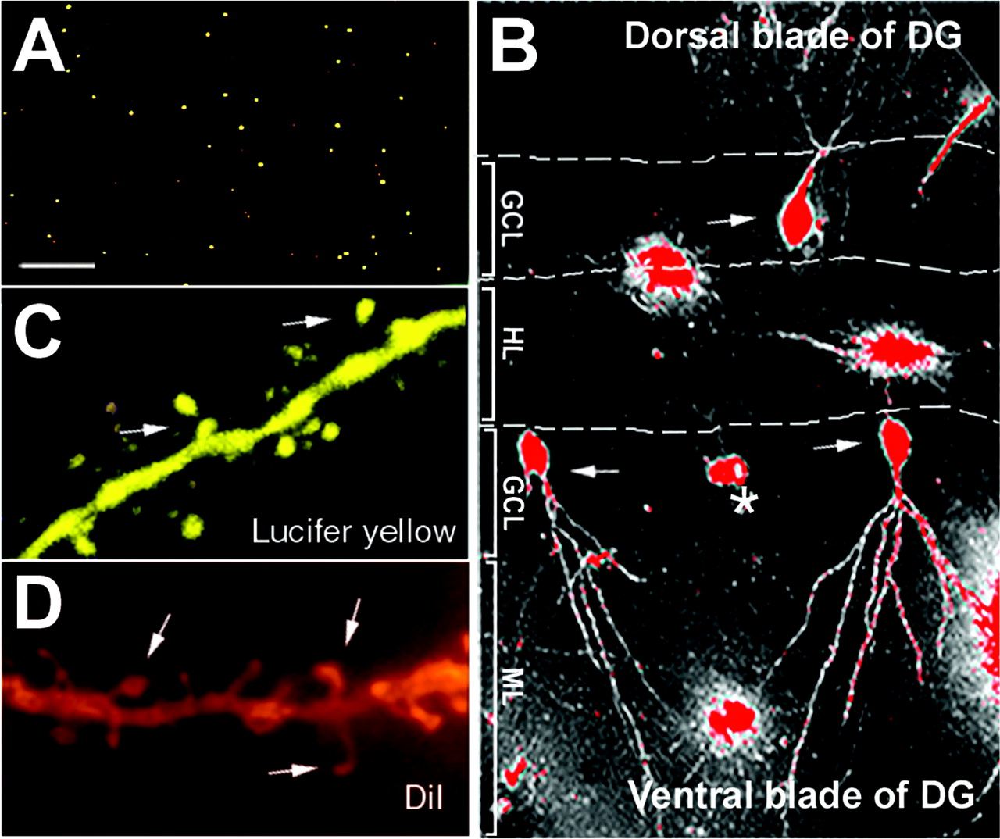 A
B
Dorsal blade of DG
GCL
HL
C
Lucifer yellow
GCL
*
D
ML
DiI
Ventral blade of DG